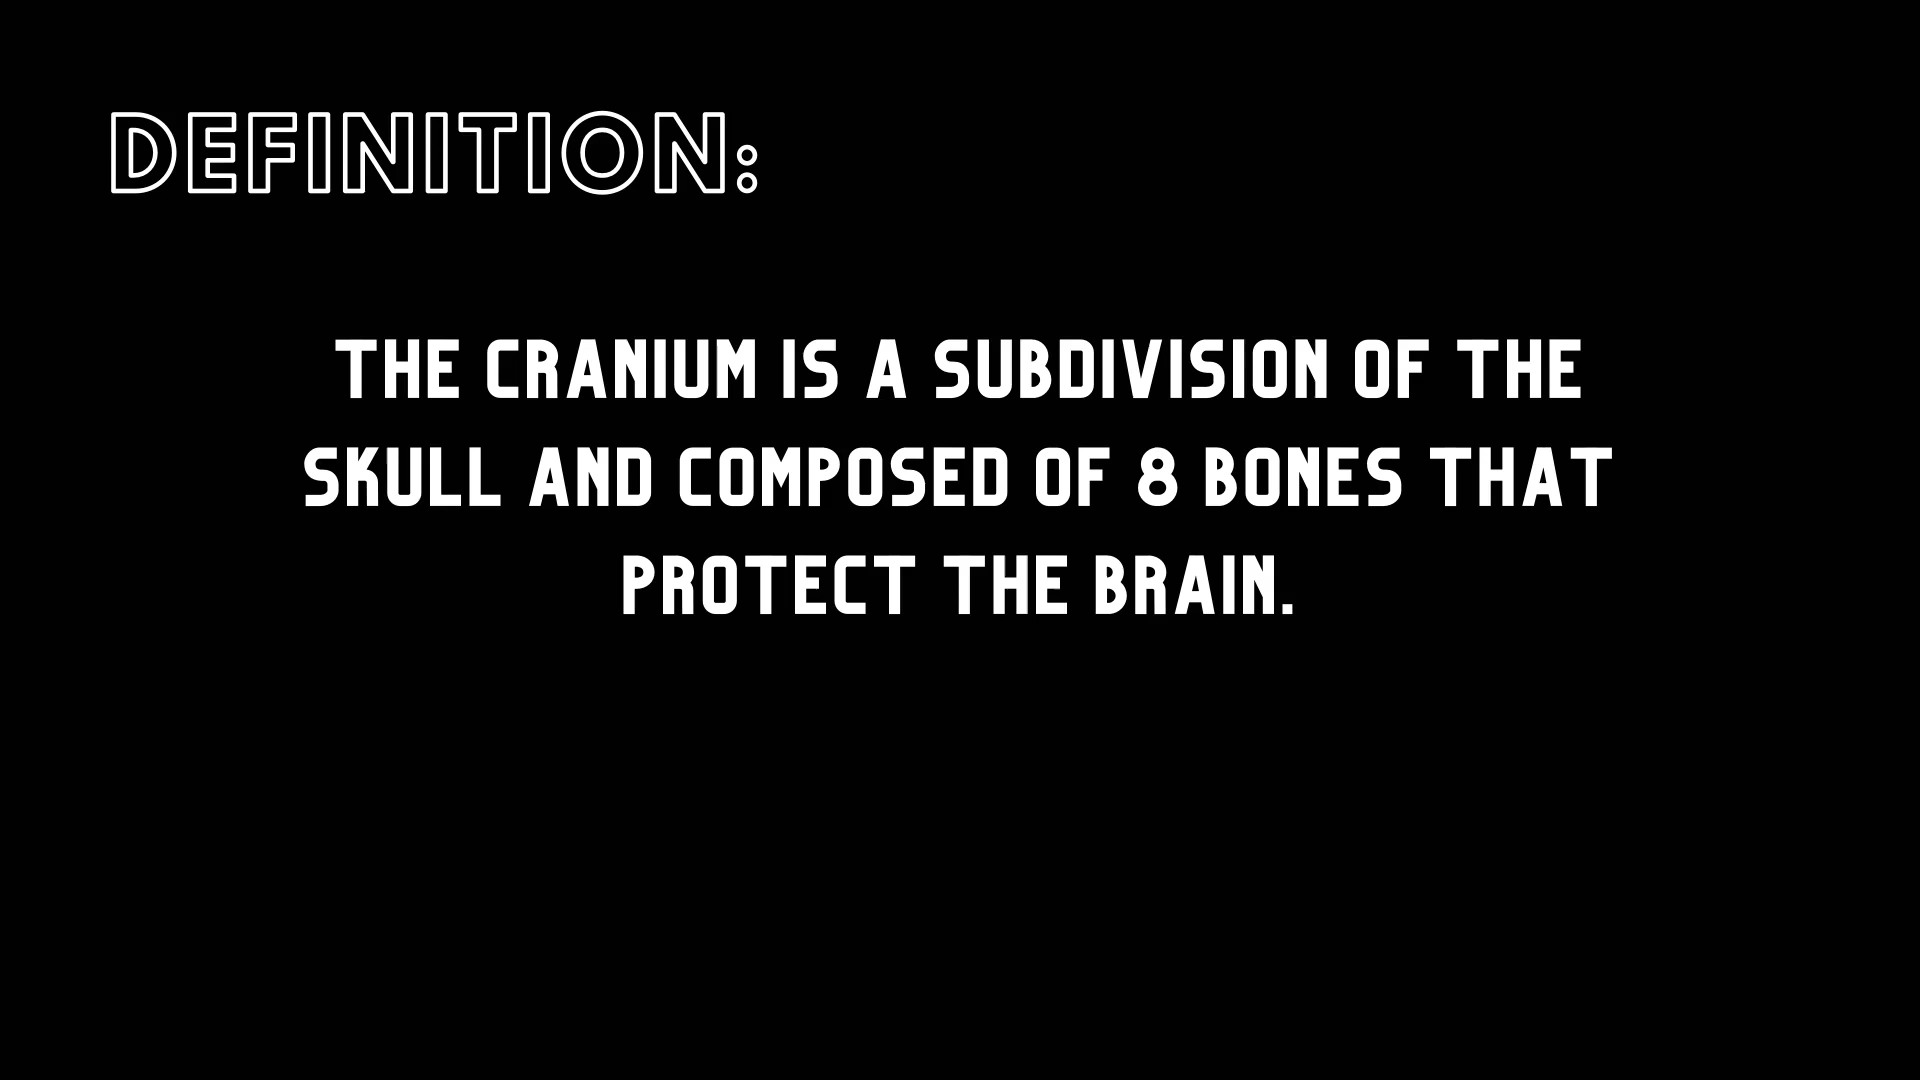 DEFINITION:
THE CRANIUM IS A SUBDIVISION OF THE
SKULL AND COMPOSED OF 8 BONES THAT
PROTECT THE BRAIN.